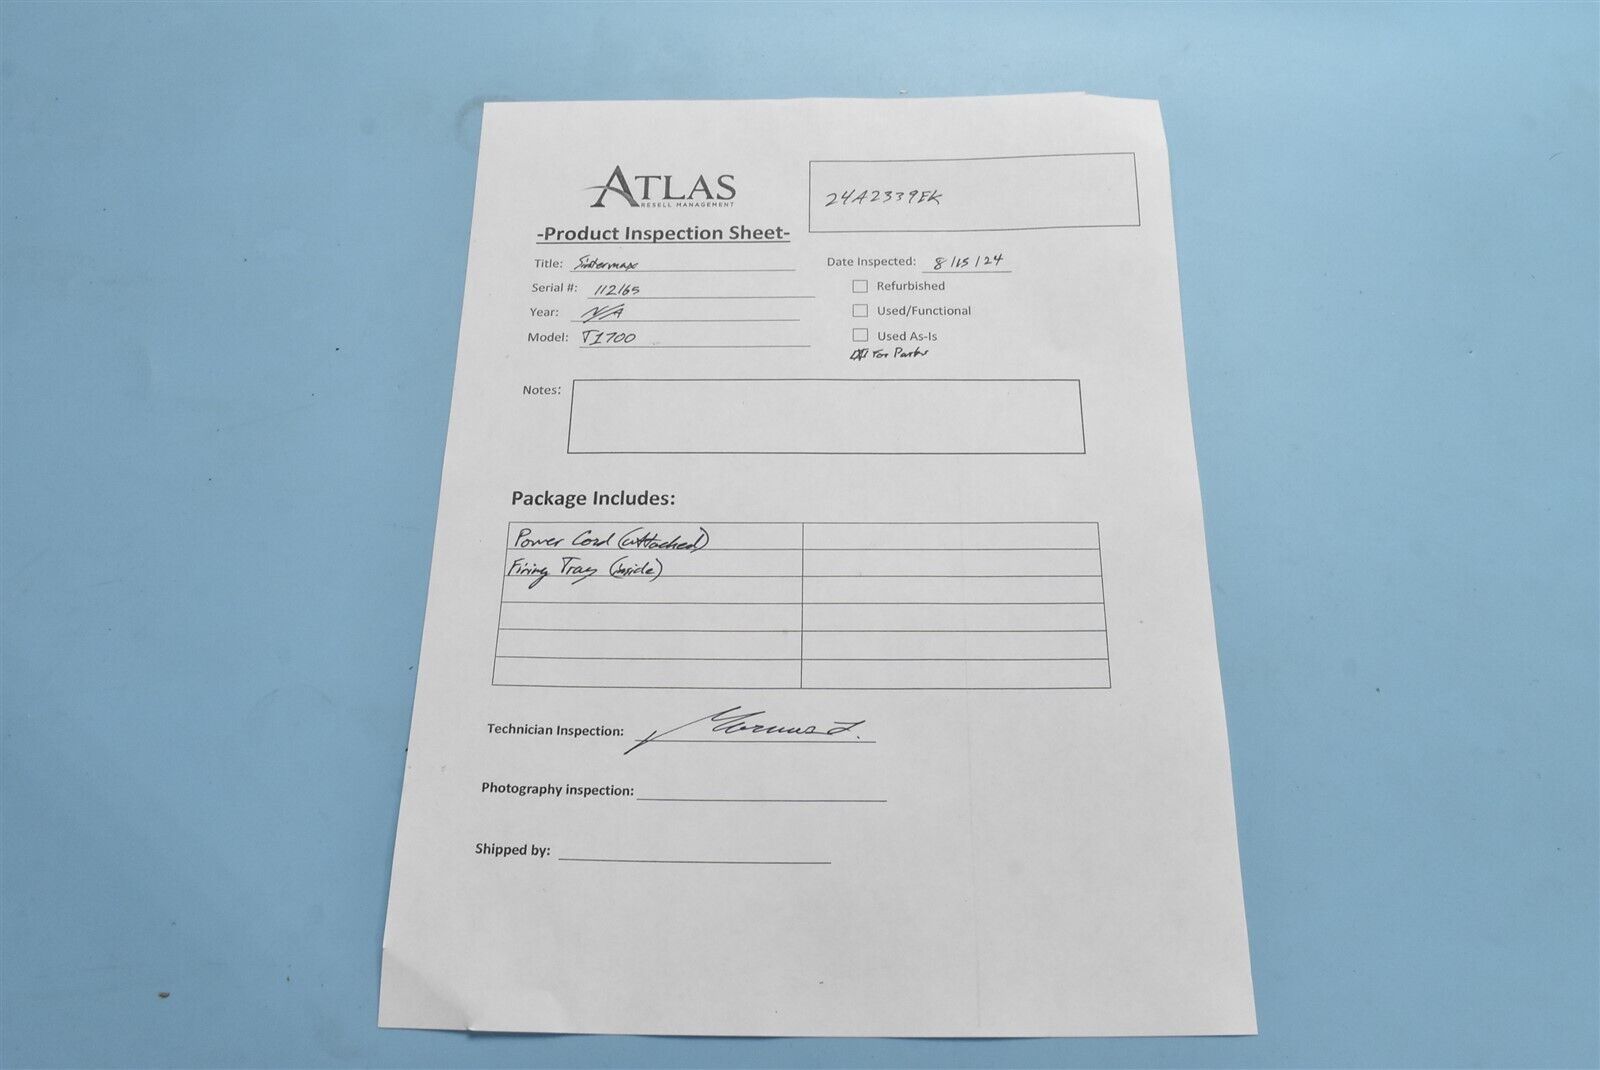 ATLAS
RESELL MANAGEMENT
24A2339EK
-Product Inspection Sheet-
Title: Sintermax
Date Inspected: 8/15/24
Serial #: 112165
Refurbished
Year: N/A
Used/Functional
Model: T1700
Used As-Is
For Parts
Notes:
Package Includes:
Power Cord (attached)
Firing Tray (inside)
Technician Inspection:
Photography inspection:
Shipped by: